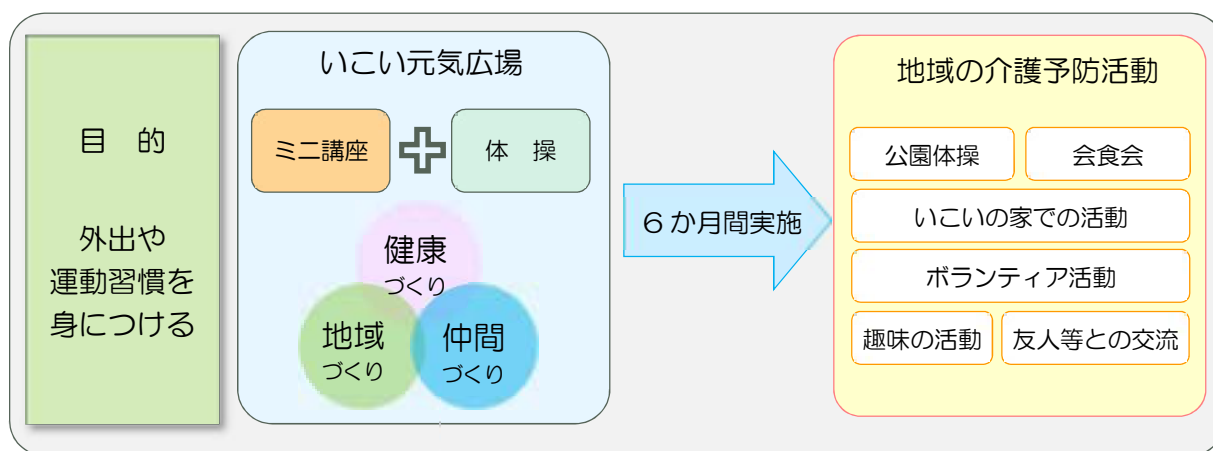 目　的
外出や
運動習慣を
身につける
いこい元気広場
ミニ講座
体　操
健康
づくり
地域
づくり
仲間
づくり
６か月間実施
地域の介護予防活動
公園体操
会食会
いこいの家での活動
ボランティア活動
趣味の活動
友人等との交流